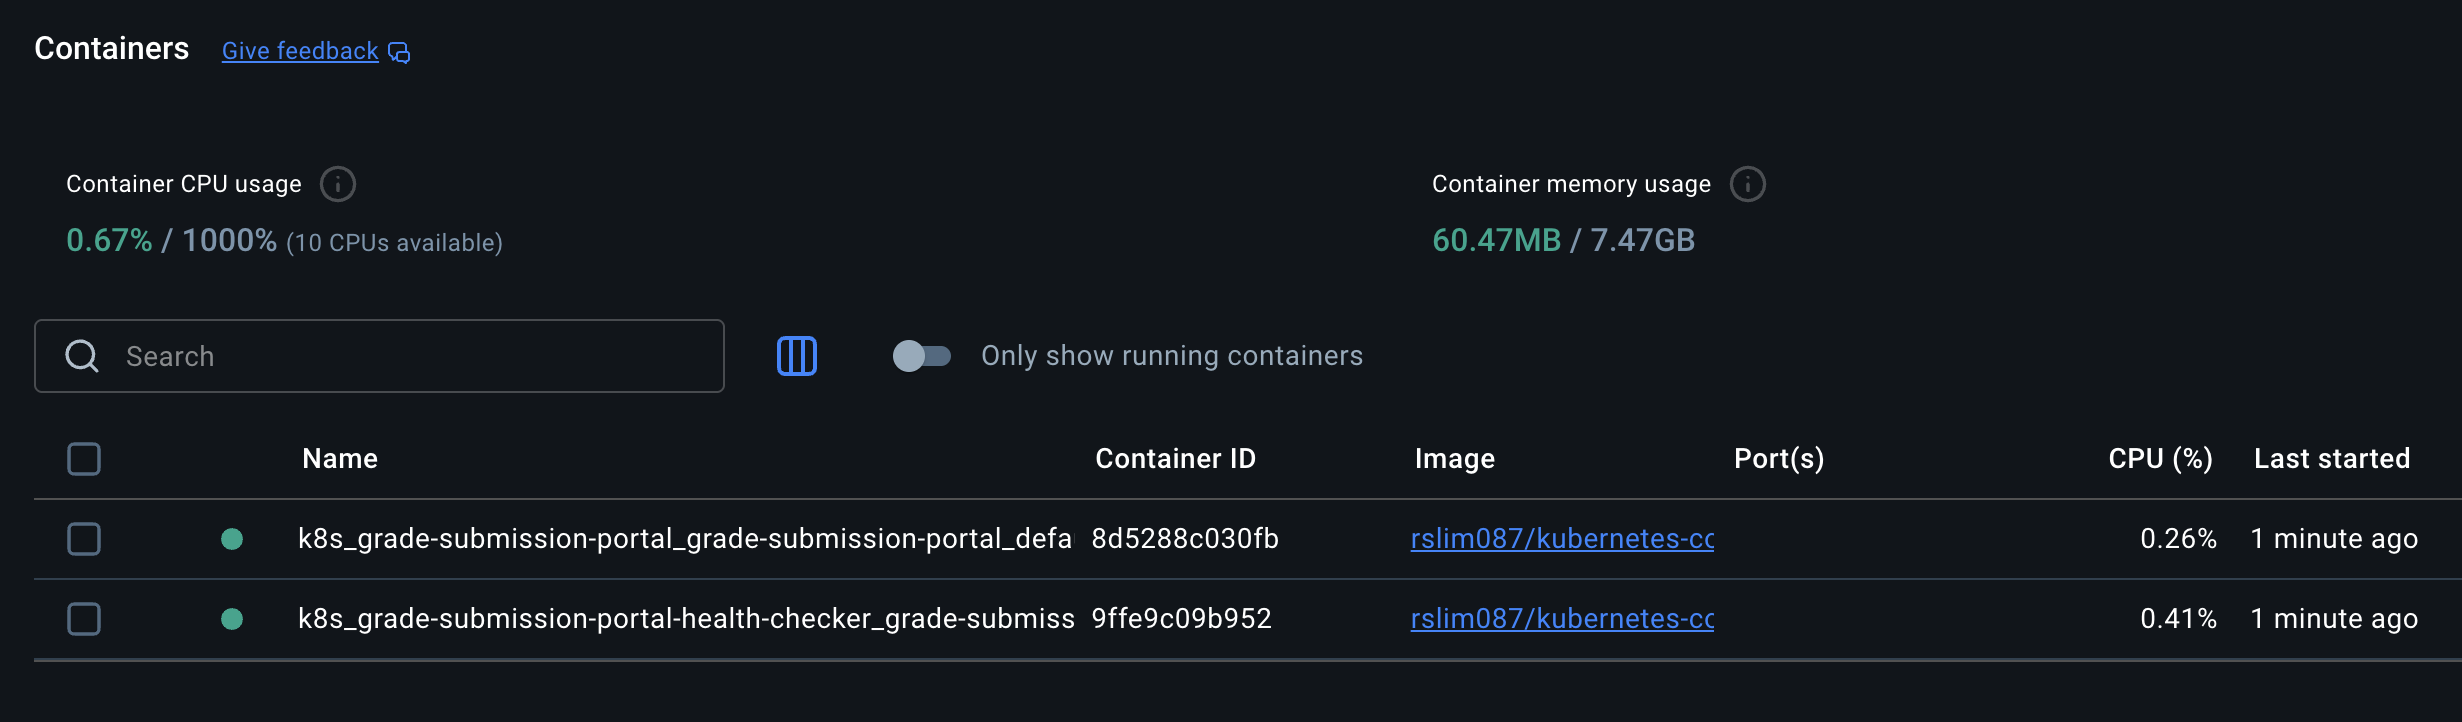 Containers Give feedback
Container CPU usage
0.67% / 1000% (10 CPUs available)
Container memory usage
60.47MB / 7.47GB
Search
Only show running containers
Name Container ID Image Port(s) CPU (%) Last started
k8s_grade-submission-portal_grade-submission-portal_defa 8d5288c030fb rslim087/kubernetes-cc 0.26% 1 minute ago
k8s_grade-submission-portal-health-checker_grade-submiss 9ffe9c09b952 rslim087/kubernetes-cc 0.41% 1 minute ago